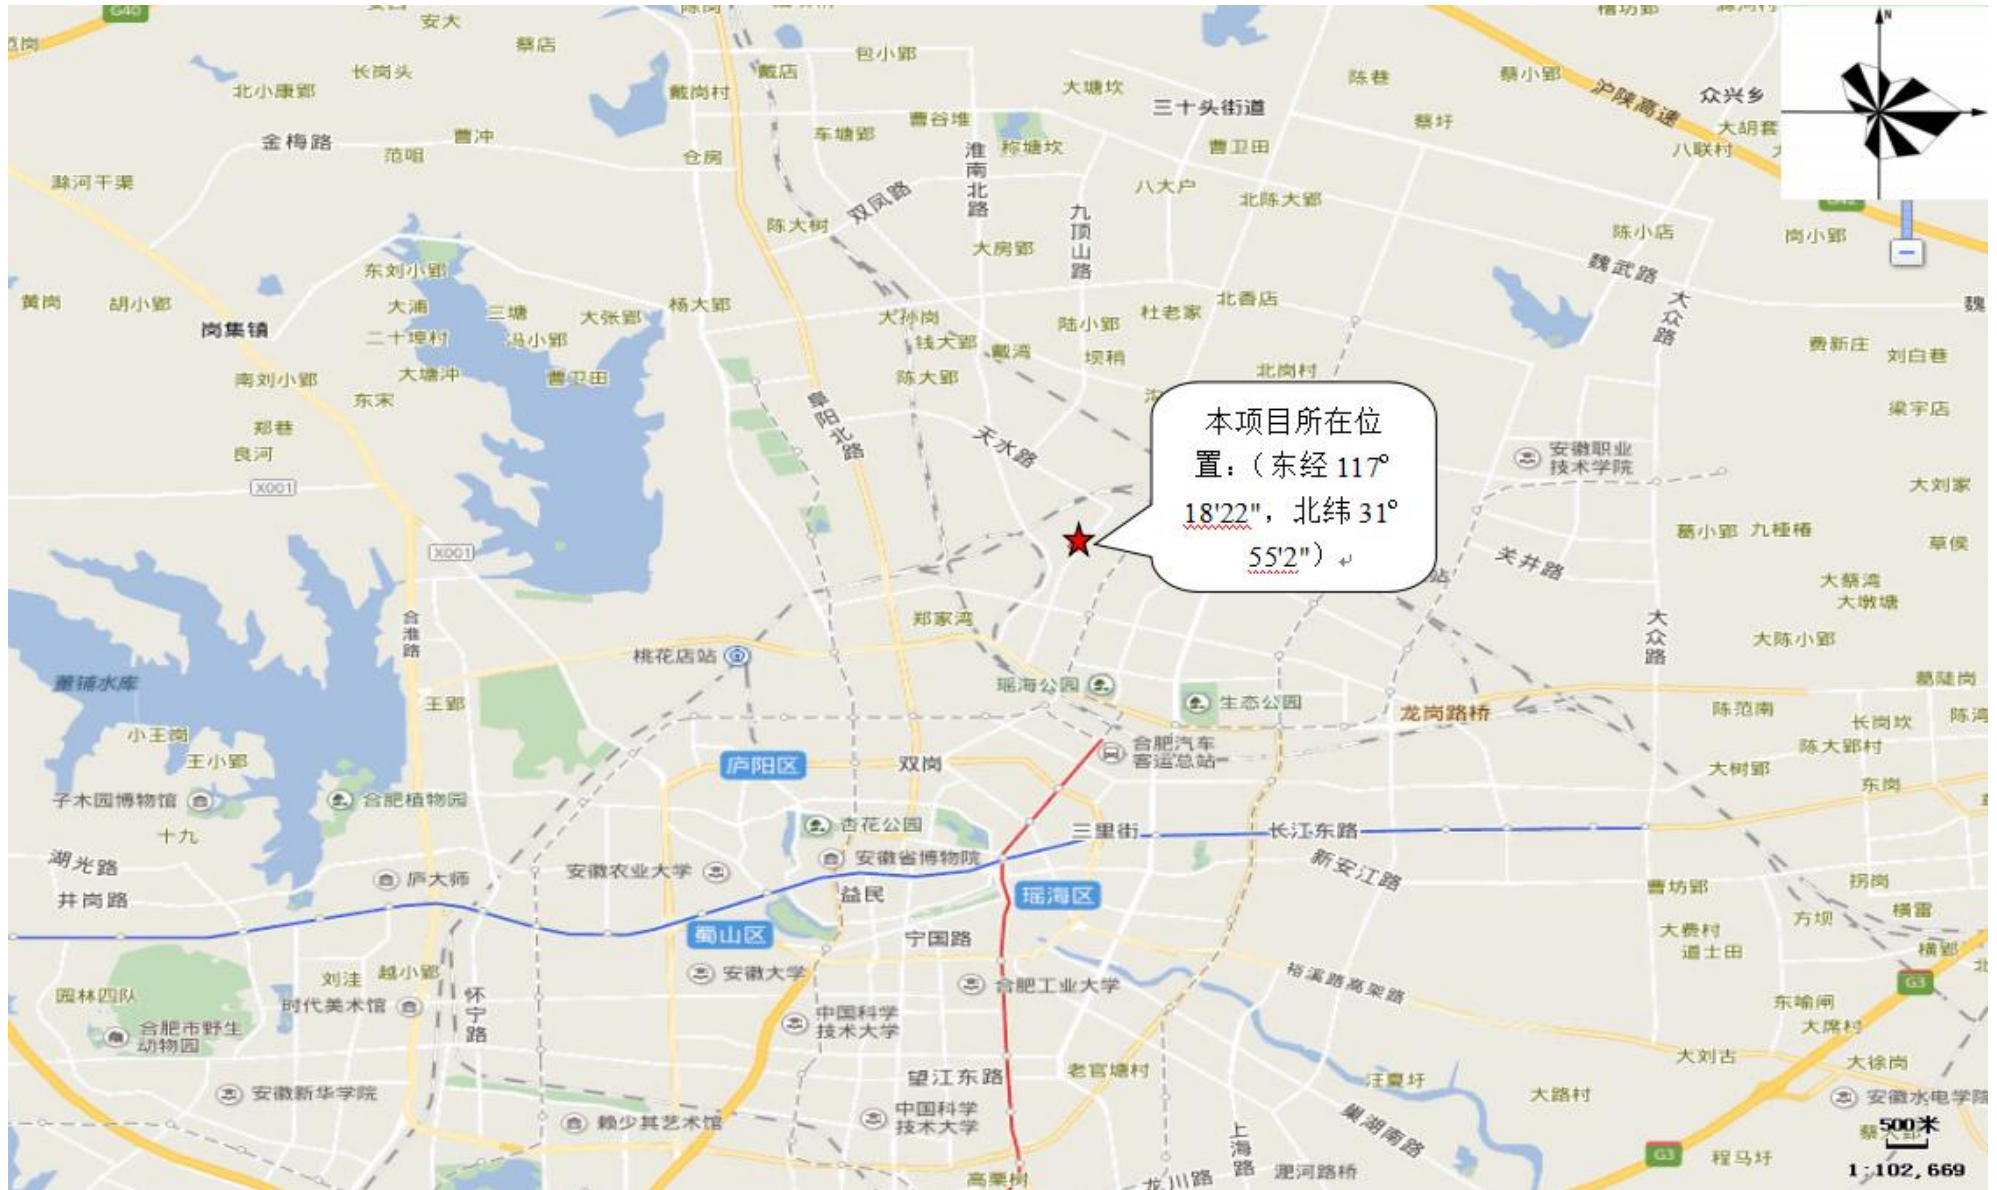 G40
安大
蔡店
包小郢
戴店
长岗头
北小康郢
戴岗村
大塘坎
陈巷
蔡小郢
沪陕高速
众兴乡
N
三十头街道
曹谷堆
车塘郢
蔡圩
大胡套
八联村
金梅路
曹冲
范咀
仓房
淮南北路
称塘坎
曹卫田
滁河干渠
双凤路
八大户
北陈大郢
陈大树
九顶山路
大房郢
陈小店
岗小郢
魏武路
东刘小郢
黄岗
胡小郢
大浦
三塘
大张郢
杨大郢
北香店
杜老家
大众路
魏
岗集镇
二十埠村
冯小郢
犬孙岗
陆小郢
钱大郢
戴湾
坝稍
费新庄
刘白巷
南刘小郢
大塘冲
曹卫田
陈大郢
北岗村
东宋
阜阳北路
梁宇店
郑巷
良河
天水路
本项目所在位
置：（东经 117°
18'22"，北纬 31°
55'2"）
安徽职业
技术学院
X001
大刘家
X001
葛小郢
九棰椿
草侯
关井路
站
大蔡湾
大墩塘
合淮路
郑家湾
大众路
大陈小郢
桃花店站
董铺水库
瑶海公园
生态公园
葛陡岗
王郢
龙岗路桥
陈范南
长岗坎
陈湾
小王岗
王小郢
合肥汽车
客运总站
陈大郢村
庐阳区
双岗
大树郢
东岗
子木园博物馆
合肥植物园
十九
杏花公园
三里街
长江东路
湖光路
安徽省博物院
新安江路
安徽农业大学
庐大师
井岗路
益民
瑶海区
曹坊郢
拐岗
方坝
横雷
蜀山区
宁国路
大费村
道士田
横郢
刘洼
越小郢
安徽大学
合肥工业大学
裕溪路高架路
G3
园林四队
时代美术馆
怀宁路
中国科学
技术大学
东喻闸
大席村
合肥市野生
动物园
大刘古
大徐岗
望江东路
老官塘村
汪夏圩
安徽新华学院
大路村
安徽水电学院
赖少其艺术馆
中国科学
技术大学
巢湖南路
上海路
500米
G3
程马圩
高栗树
龙川路
淝河路桥
1:102,669